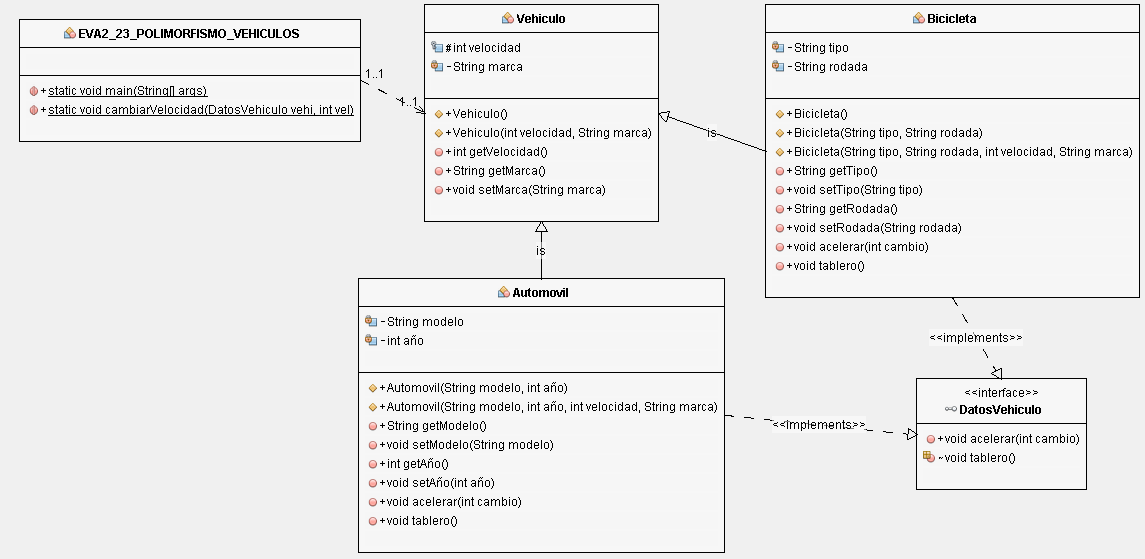 EVA2_23_POLIMORFISMO_VEHICULOS
+static void main(String[] args)
+static void cambiarVelocidad(DatosVehiculo vehi, int vel)
1..1
1..1
Vehiculo
#int velocidad
-String marca
+Vehiculo()
+Vehiculo(int velocidad, String marca)
+int getVelocidad()
+String getMarca()
+void setMarca(String marca)
is
Bicicleta
-String tipo
-String rodada
+Bicicleta()
+Bicicleta(String tipo, String rodada)
+Bicicleta(String tipo, String rodada, int velocidad, String marca)
+String getTipo()
+void setTipo(String tipo)
+String getRodada()
+void setRodada(String rodada)
+void acelerar(int cambio)
+void tablero()
is
Automovil
-String modelo
-int año
+Automovil(String modelo, int año)
+Automovil(String modelo, int año, int velocidad, String marca)
+String getModelo()
+void setModelo(String modelo)
+int getAño()
+void setAño(int año)
+void acelerar(int cambio)
+void tablero()
<<implements>>
<<implements>>
<<interface>>
DatosVehiculo
+void acelerar(int cambio)
~void tablero()